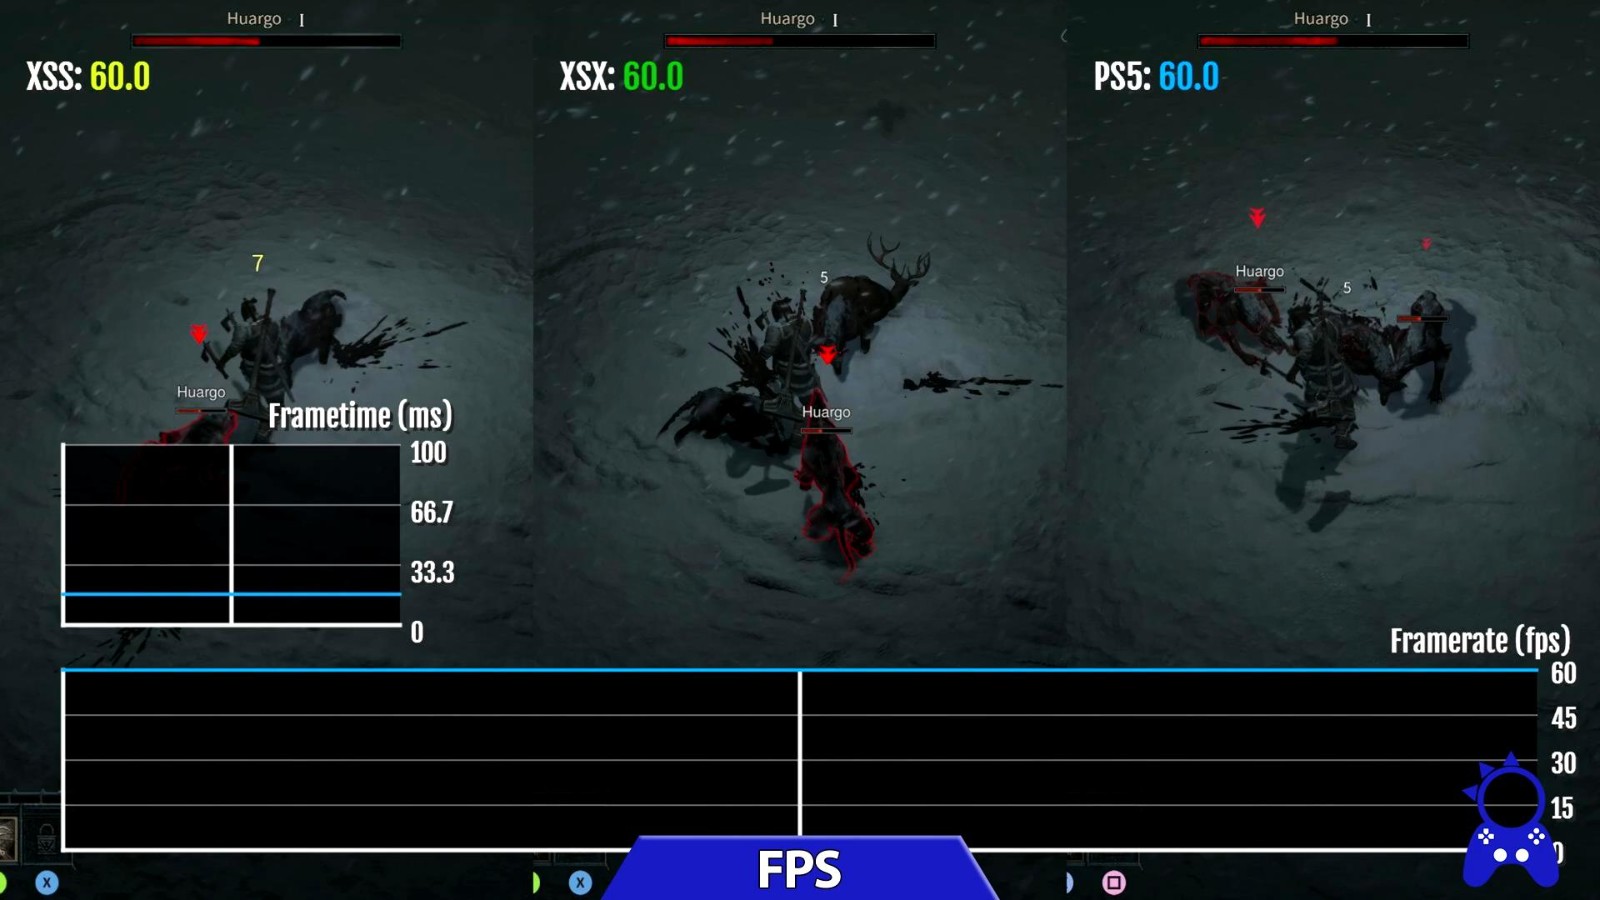 Huargo I
Huargo I
Huargo I
XSS: 60.0
XSX: 60.0
PS5: 60.0
7
Huargo
5
Huargo
Huargo
5
Frametime (ms)
100
66.7
33.3
0
Framerate (fps)
60
45
30
15
0
X
X
FPS